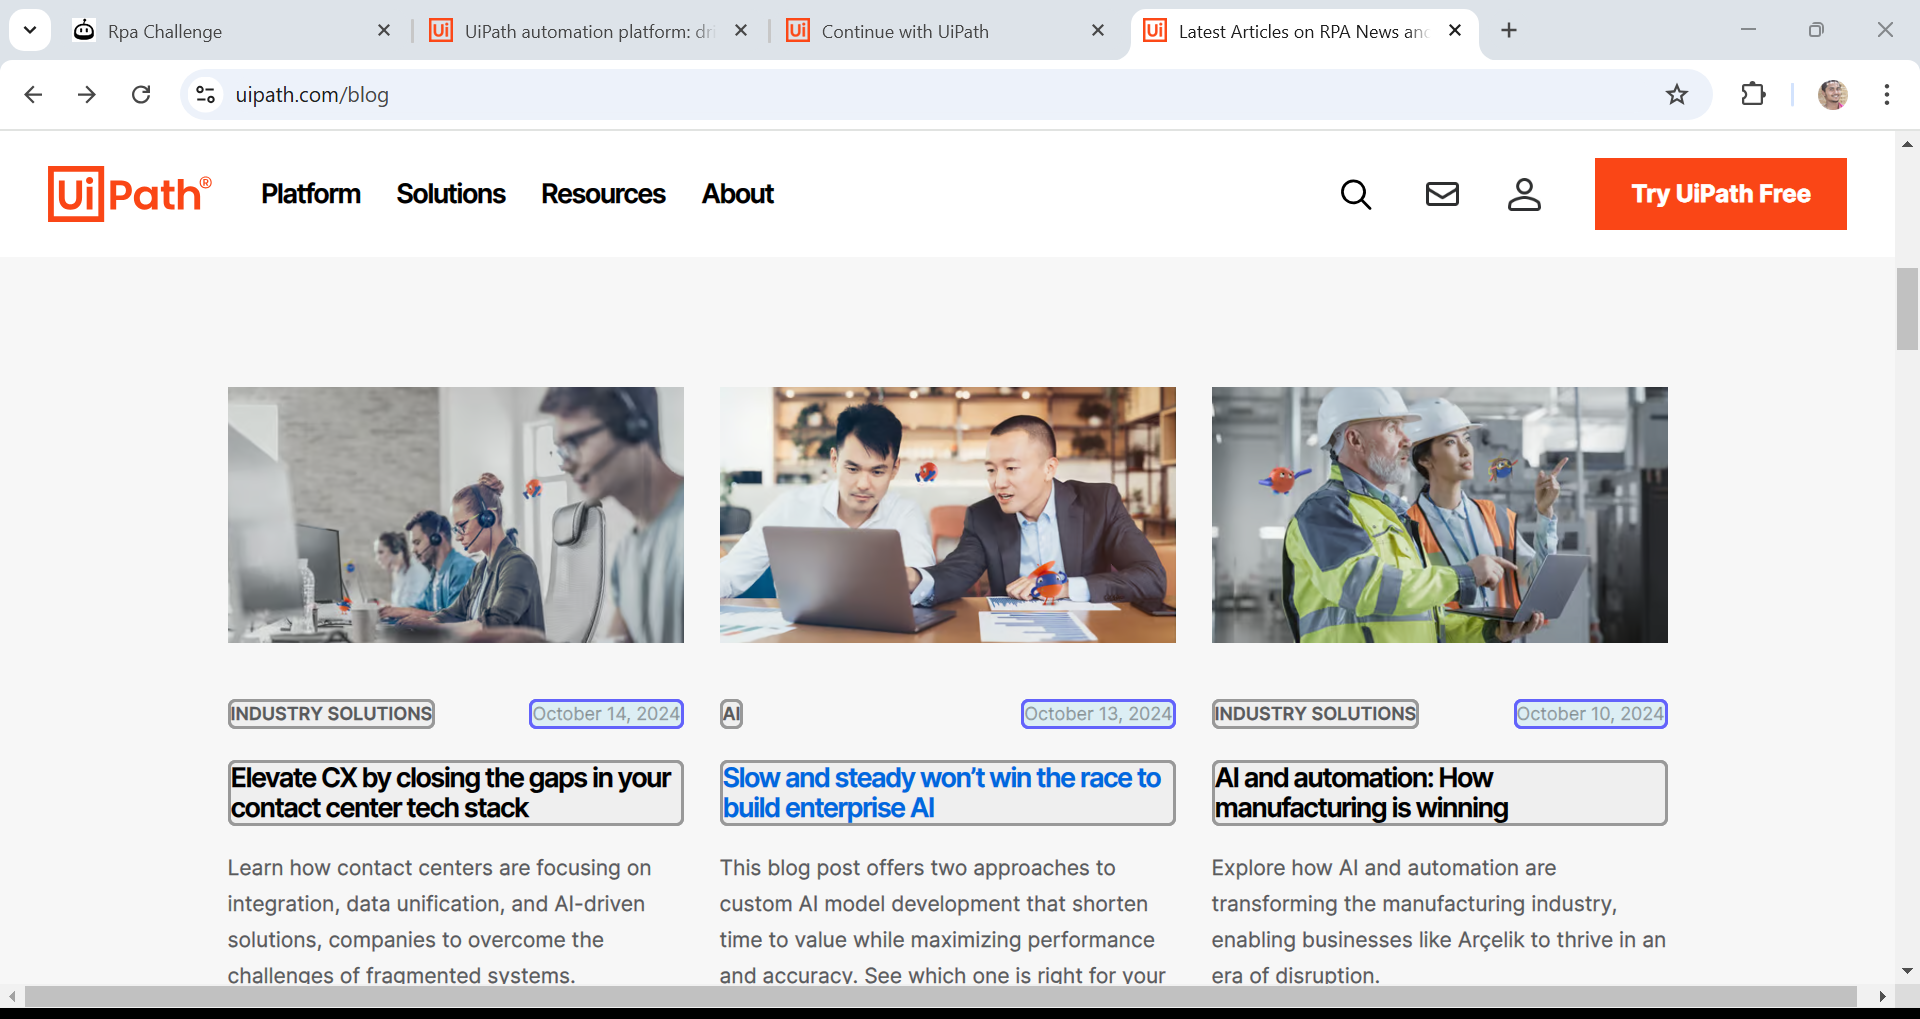 Rpa Challenge
UiPath automation platform: dri
Continue with UiPath
Latest Articles on RPA News and
uipath.com/blog
UiPath®
Platform
Solutions
Resources
About
Try UiPath Free
INDUSTRY SOLUTIONS
October 14, 2024
Elevate CX by closing the gaps in your
contact center tech stack
Learn how contact centers are focusing on
integration, data unification, and AI-driven
solutions, companies to overcome the
challenges of fragmented systems.
AI
October 13, 2024
Slow and steady won’t win the race to
build enterprise AI
This blog post offers two approaches to
custom AI model development that shorten
time to value while maximizing performance
and accuracy. See which one is right for your
INDUSTRY SOLUTIONS
October 10, 2024
AI and automation: How
manufacturing is winning
Explore how AI and automation are
transforming the manufacturing industry,
enabling businesses like Arçelik to thrive in an
era of disruption.